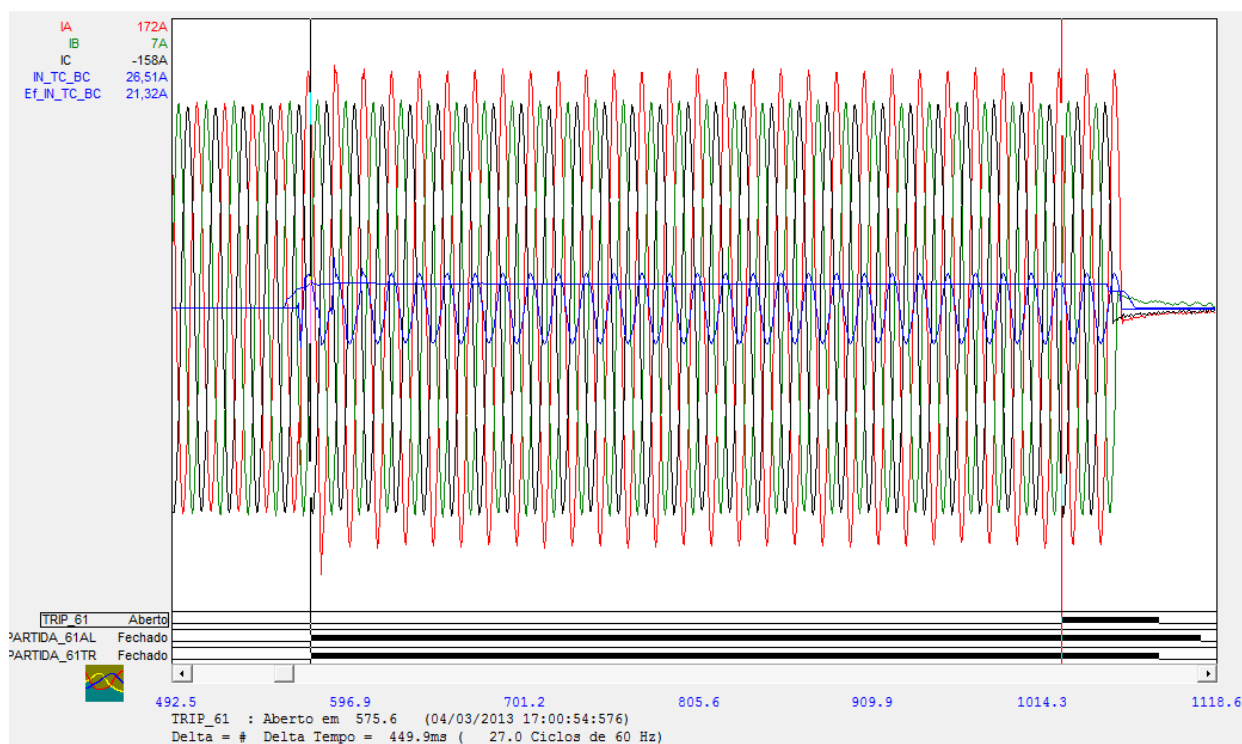 IA 172A
IB 7A
IC -158A
IN_TC_BC 26,51A
Ef_IN_TC_BC 21,32A
TRIP_61 Aberto
PARTIDA_61AL Fechado
PARTIDA_61TR Fechado
492.5 596.9 701.2 805.6 909.9 1014.3 1118.6
TRIP_61 : Aberto em 575.6 (04/03/2013 17:00:54:576)
Delta = # Delta Tempo = 449.9ms ( 27.0 Ciclos de 60 Hz)